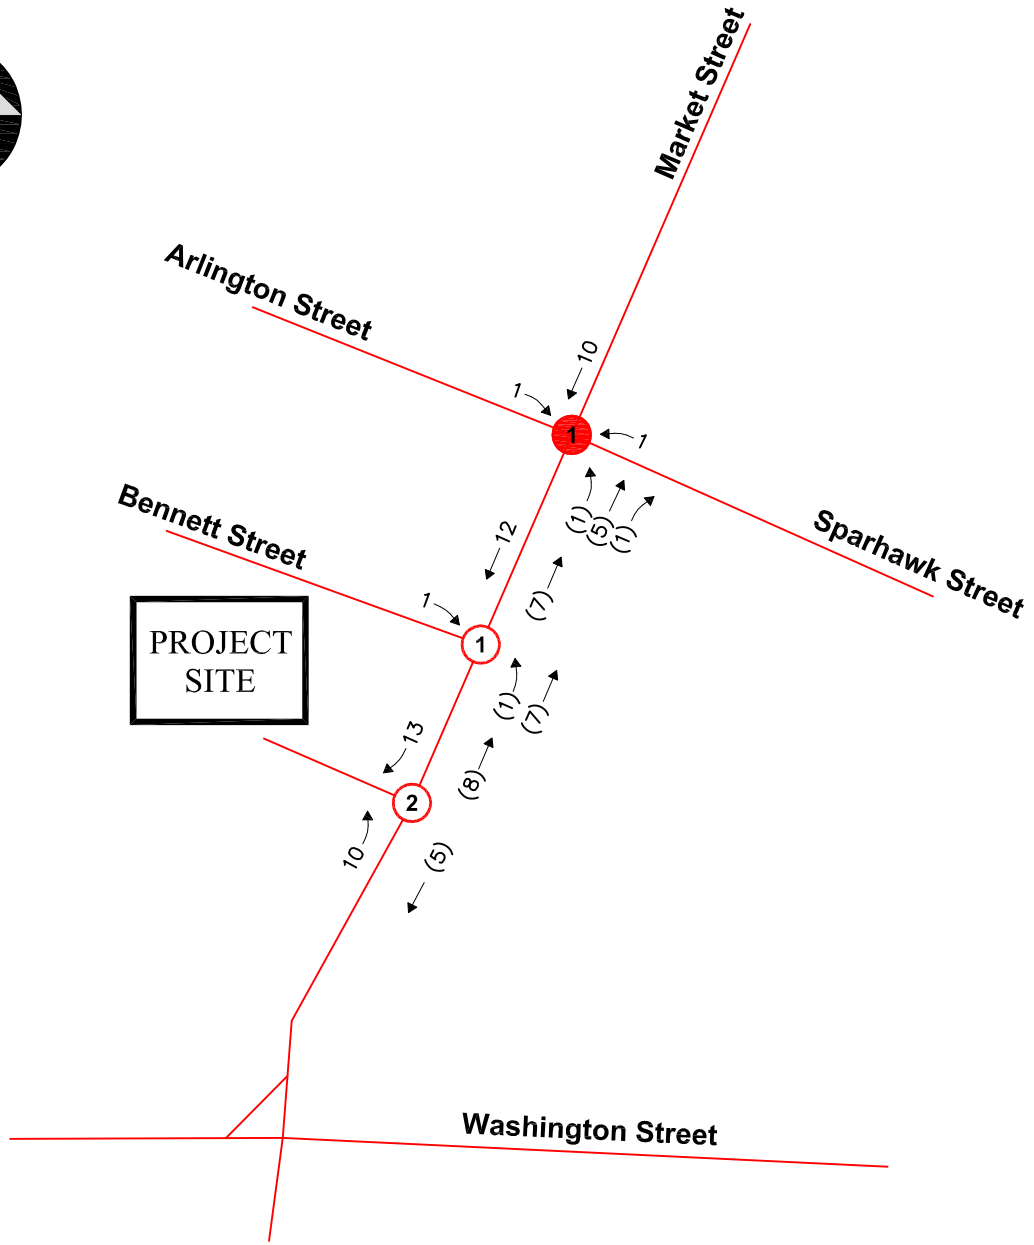 Market Street
Arlington Street
10
1
1
1
Sparhawk Street
(1)
(5)
(1)
12
Bennett Street
(7)
1
1
PROJECT
SITE
(1)
(7)
13
(8)
2
10
(5)
Washington Street